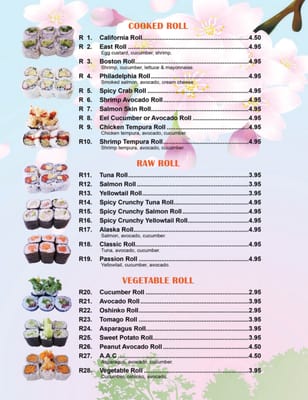 COOKED ROLL
R 1. California Roll 4.50
R 2. East Roll 4.95
Egg custard, cucumber, shrimp.
R 3. Boston Roll 4.95
Shrimp, cucumber, lettuce & mayonnaise
R 4. Philadelphia Roll 4.95
Smoked salmon, avocado, cream cheese
R 5. Spicy Crab Roll 4.95
R 6. Shrimp Avocado Roll 4.95
R 7. Salmon Skin Roll 4.95
R 8. Eel Cucumber or Avocado Roll 4.95
R 9. Chicken Tempura Roll 4.95
Chicken tempura, avocado, cucumber
R10. Shrimp Tempura Roll 4.95
Shrimp tempura, avocado, cucumber.
RAW ROLL
R11. Tuna Roll 3.95
R12. Salmon Roll 3.95
R13. Yellowtail Roll 3.95
R14. Spicy Crunchy Tuna Roll 4.95
R15. Spicy Crunchy Salmon Roll 4.95
R16. Spicy Crunchy Yellowtail Roll 4.95
R17. Alaska Roll 4.95
Salmon, avocado, cucumber.
R18. Classic Roll 4.95
Tuna, avocado, cucumber.
R19. Passion Roll 4.95
Yellowtail, cucumber, avocado.
VEGETABLE ROLL
R20. Cucumber Roll 2.95
R21. Avocado Roll 3.95
R22. Oshinko Roll 2.95
R23. Tomago Roll 3.95
R24. Asparagus Roll 3.95
R25. Sweet Potato Roll 3.95
R26. Peanut Avocado Roll 4.50
R27. A.A.C 4.50
Asparagus, avocado, cucumber.
R28. Vegetable Roll 3.95
Cucumber, oshinko, avocado.